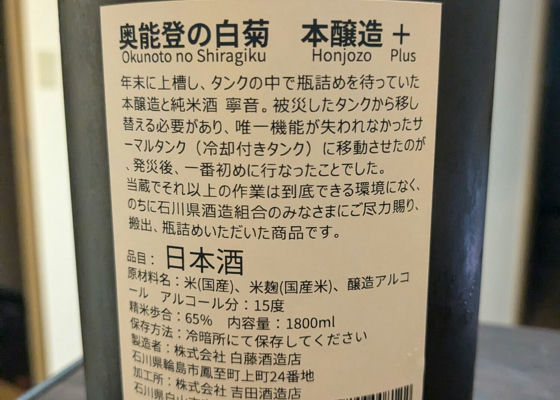 奥能登の白菊　本醸造 ＋
Okunoto no Shiragiku　Honjozo　Plus
年末に上槽し、タンクの中で瓶詰めを待っていた
本醸造と純米酒 寧音。被災したタンクから移し
替える必要があり、唯一機能が失われなかったサ
ーマルタンク（冷却付きタンク）に移動させたのが
、発災後、一番初めに行なったことでした。
当蔵でそれ以上の作業は到底できる環境になく、
のちに石川県酒造組合のみなさまにご尽力賜り、
搬出、瓶詰めいただいた商品です。
品目：日本酒
原材料名：米(国産)、米麹(国産米)、醸造アルコ
ール　アルコール分：15度
精米歩合：65%　内容量：1800ml
保存方法：冷暗所にて保存してください
製造者：株式会社 白藤酒造店
石川県輪島市鳳至町上町24番地
加工所：株式会社 吉田酒造店
石川県白山市